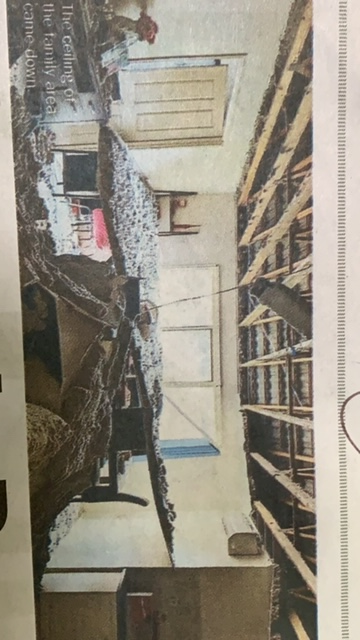 The ceiling of
the family area
came down.